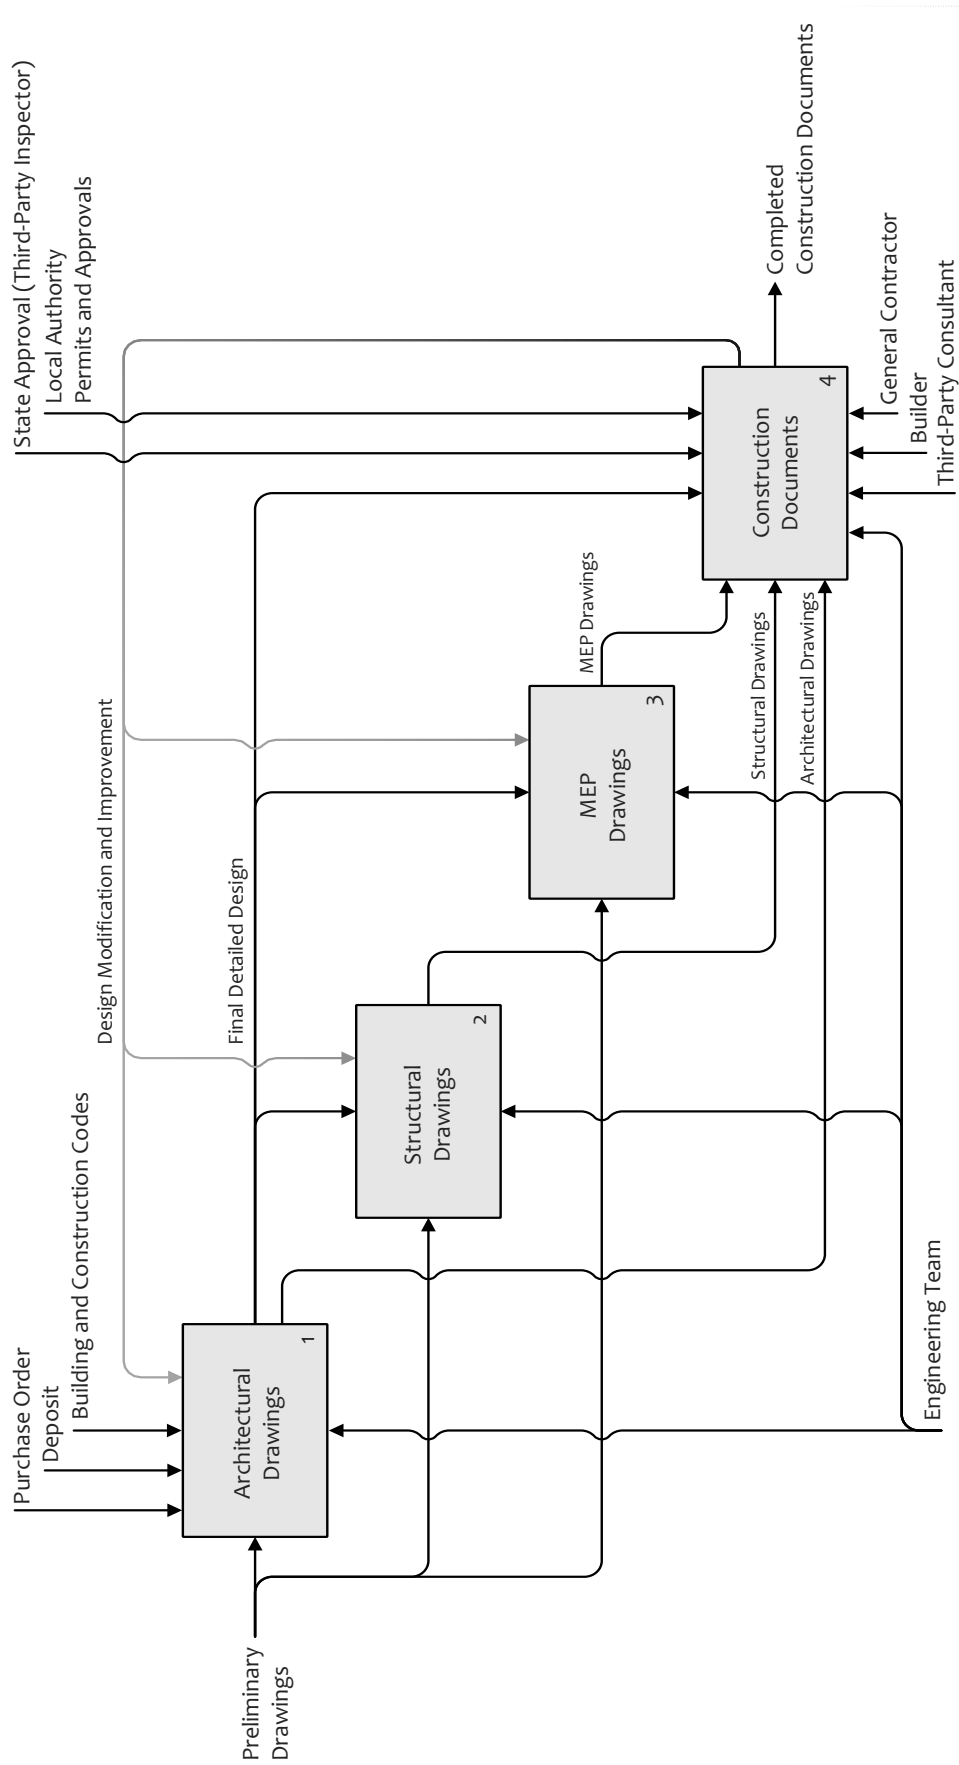 State Approval (Third-Party Inspector)
Local Authority
Permits and Approvals
Purchase Order
Deposit
Building and Construction Codes
Design Modification and Improvement
Final Detailed Design
Preliminary
Drawings
Architectural
Drawings
1
Structural
Drawings
2
MEP
Drawings
3
MEP Drawings
Structural Drawings
Architectural Drawings
Construction
Documents
4
Completed
Construction Documents
Engineering Team
General Contractor
Builder
Third-Party Consultant